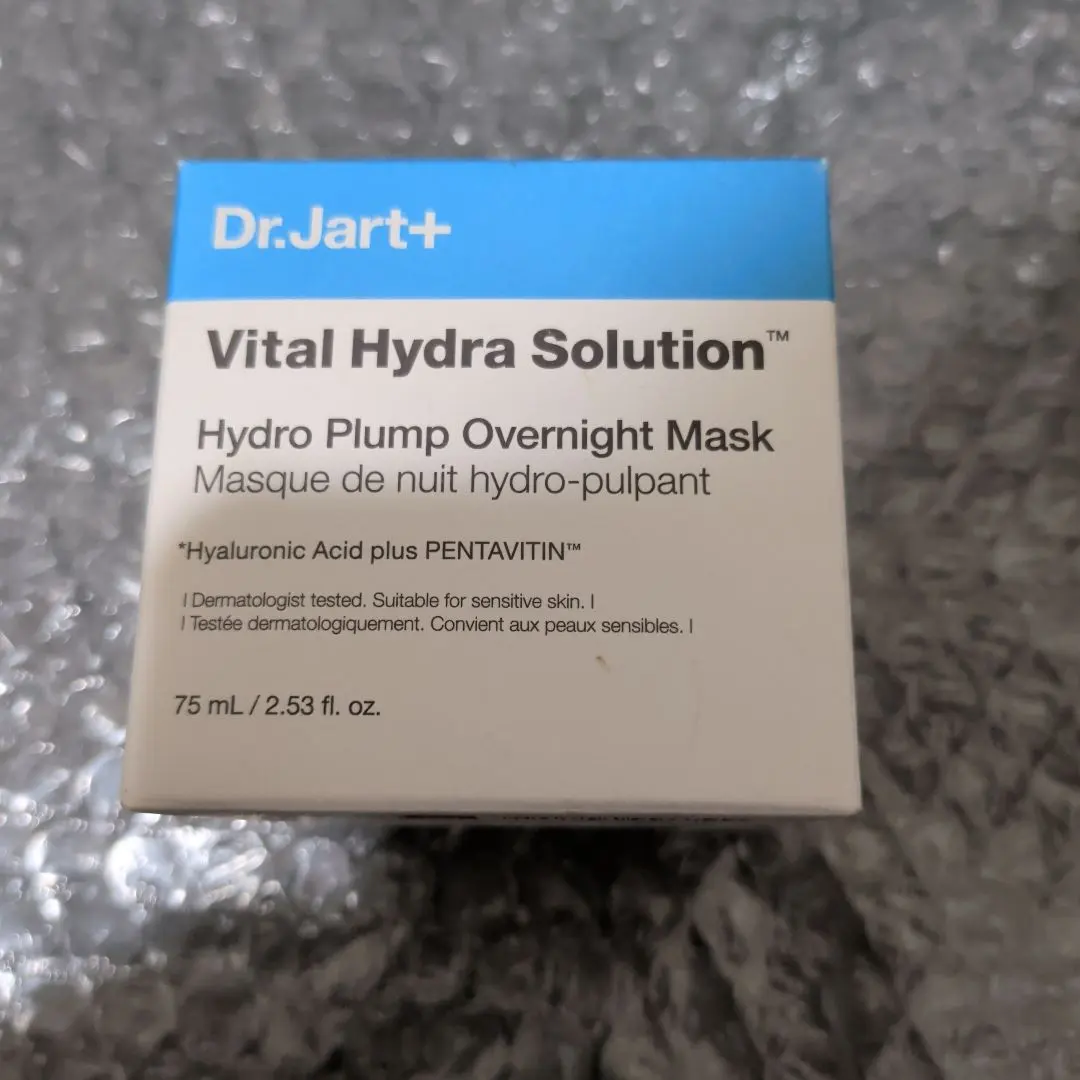 Dr.Jart+
Vital Hydra Solution™
Hydro Plump Overnight Mask
Masque de nuit hydro-pulpant
*Hyaluronic Acid plus PENTAVITIN™
I Dermatologist tested. Suitable for sensitive skin. I
I Testée dermatologiquement. Convient aux peaux sensibles. I
75 mL / 2.53 fl. oz.